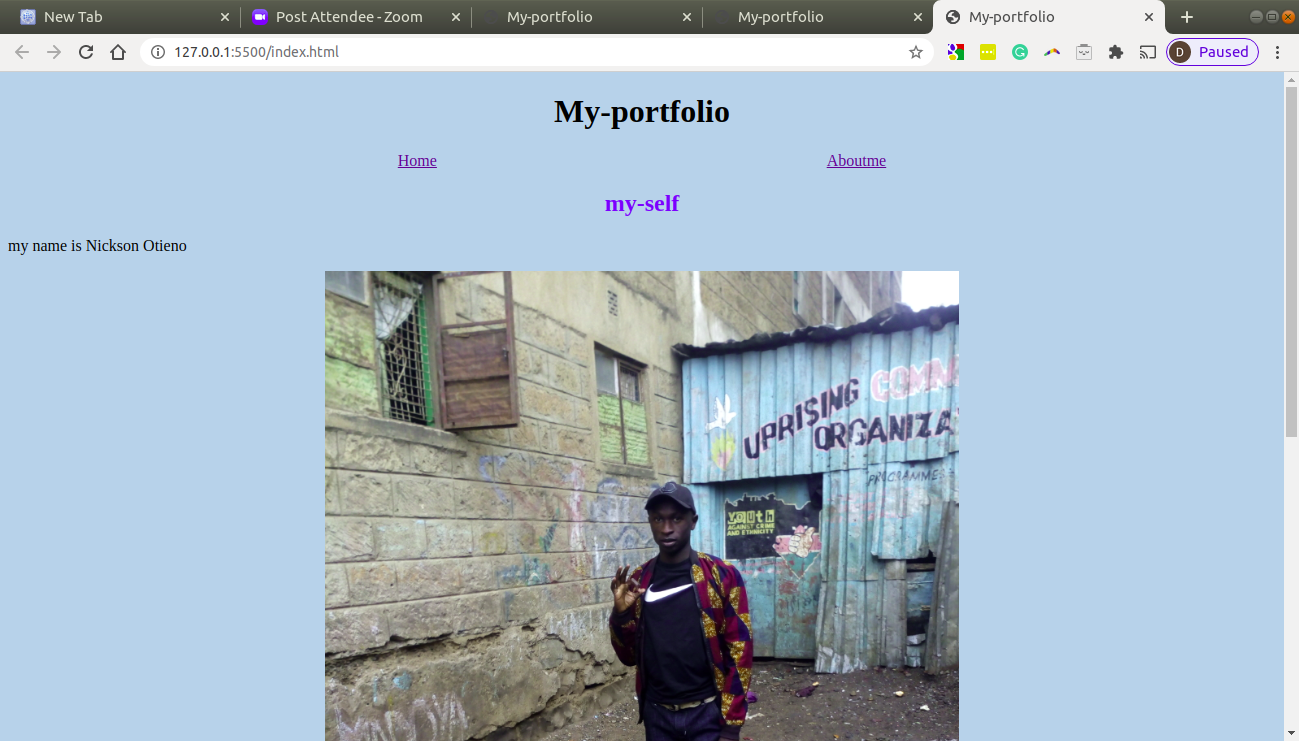 New Tab
Post Attendee - Zoom
My-portfolio
My-portfolio
My-portfolio
127.0.0.1:5500/index.html
D
Paused
My-portfolio
Home
Aboutme
my-self
my name is Nickson Otieno
UPRISING
ORGANIZA
PROGRAMMES
YOUTH
AGAINST CRIME
AND ETHNICITY